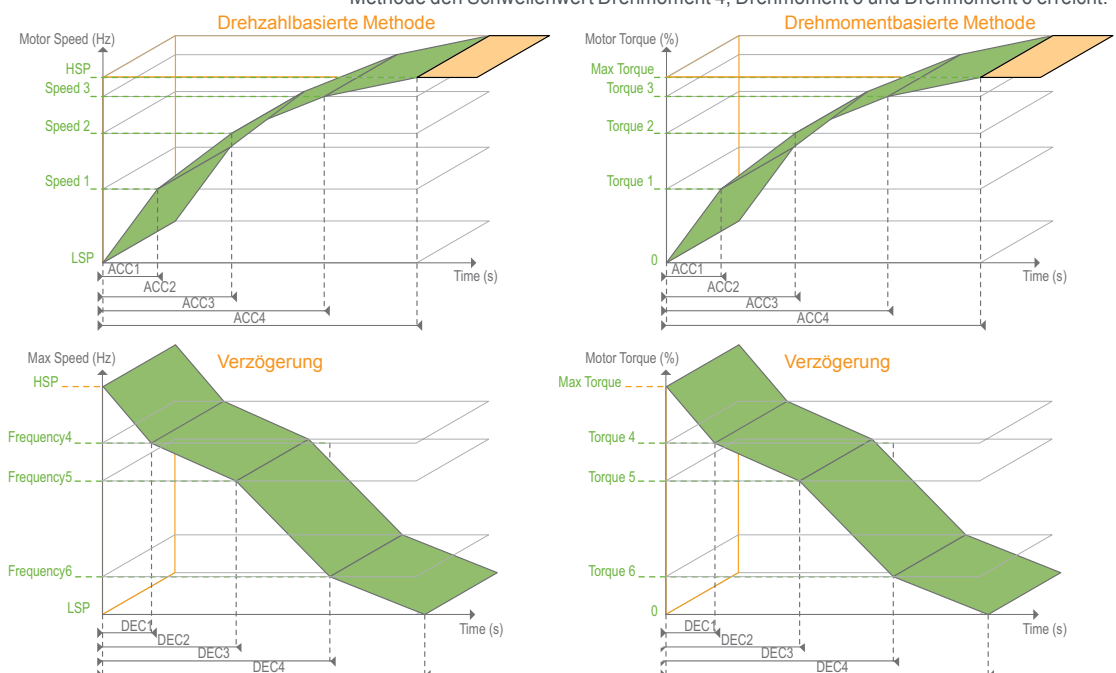 Methode den Schwellenwert Drehmoment 4, Drehmoment 5 und Drehmoment 6 erreicht.
Drehzahlbasierte Methode
Motor Speed (Hz)
HSP
Speed 3
Speed 2
Speed 1
LSP
Time (s)
ACC1
ACC2
ACC3
ACC4
Drehmomentbasierte Methode
Motor Torque (%)
Max Torque
Torque 3
Torque 2
Torque 1
0
Time (s)
ACC1
ACC2
ACC3
ACC4
Verzögerung
Max Speed (Hz)
HSP
Frequency4
Frequency5
Frequency6
LSP
Time (s)
DEC1
DEC2
DEC3
DEC4
Verzögerung
Motor Torque (%)
Max Torque
Torque 4
Torque 5
Torque 6
0
Time (s)
DEC1
DEC2
DEC3
DEC4